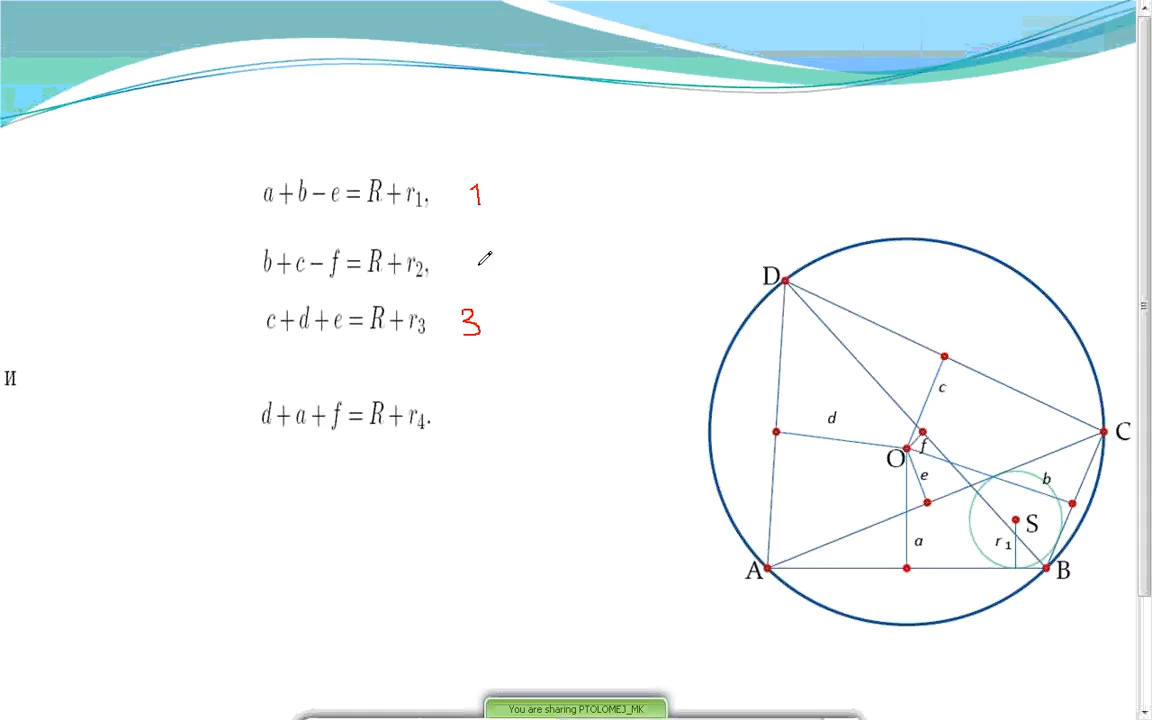 a + b − e = R + r₁, 1
b + c − f = R + r₂,
c + d + e = R + r₃ 3
и
d + a + f = R + r₄.
D
c
d
C
O
f
e
b
S
a
r₁
A
B
You are sharing PTOLOMEJ_MK